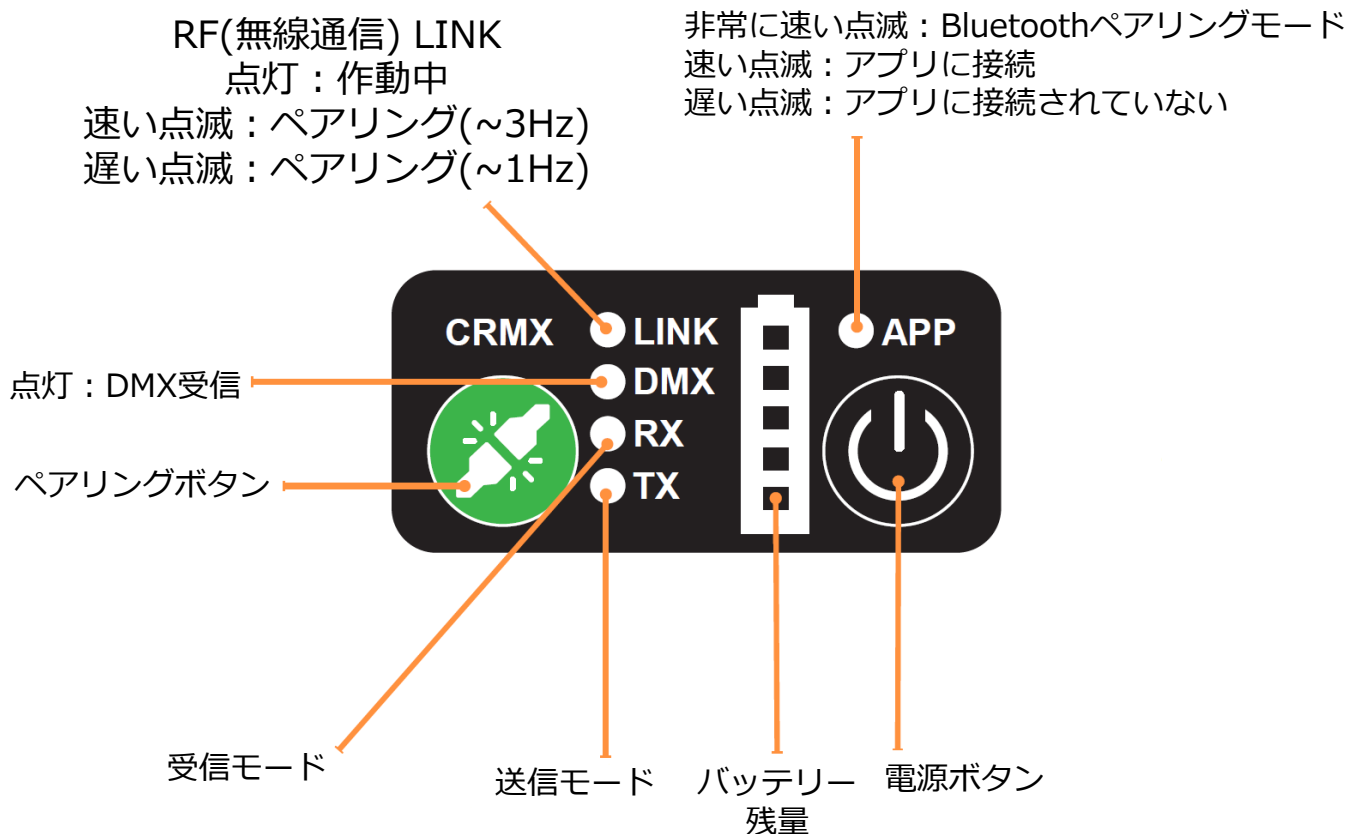 RF(無線通信) LINK
点灯：作動中
速い点滅：ペアリング(~3Hz)
遅い点滅：ペアリング(~1Hz)
非常に速い点滅：Bluetoothペアリングモード
速い点滅：アプリに接続
遅い点滅：アプリに接続されていない
CRMX
LINK
APP
DMX
RX
TX
点灯：DMX受信
ペアリングボタン
受信モード
送信モード
バッテリー
残量
電源ボタン